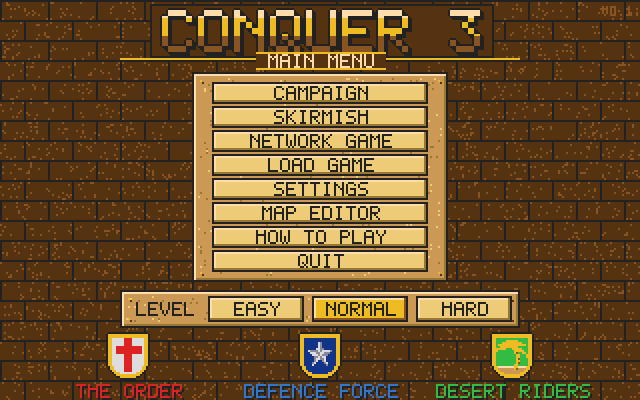 CONQUER 3
MAIN MENU
CAMPAIGN
SKIRMISH
NETWORK GAME
LOAD GAME
SETTINGS
MAP EDITOR
HOW TO PLAY
QUIT
LEVEL EASY NORMAL HARD
THE ORDER DEFENCE FORCE DESERT RIDERS